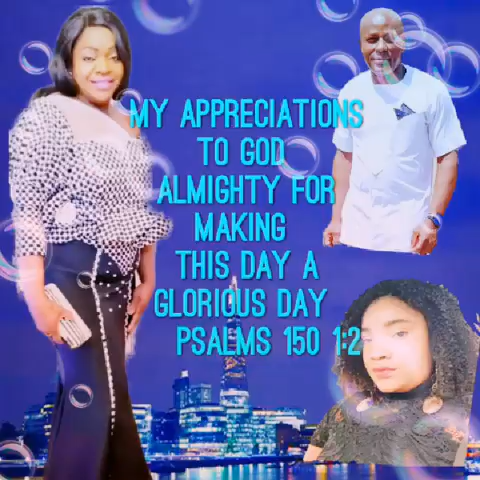 MY APPRECIATIONS
TO GOD
ALMIGHTY FOR
MAKING
THIS DAY A
GLORIOUS DAY
PSALMS 150 1:2